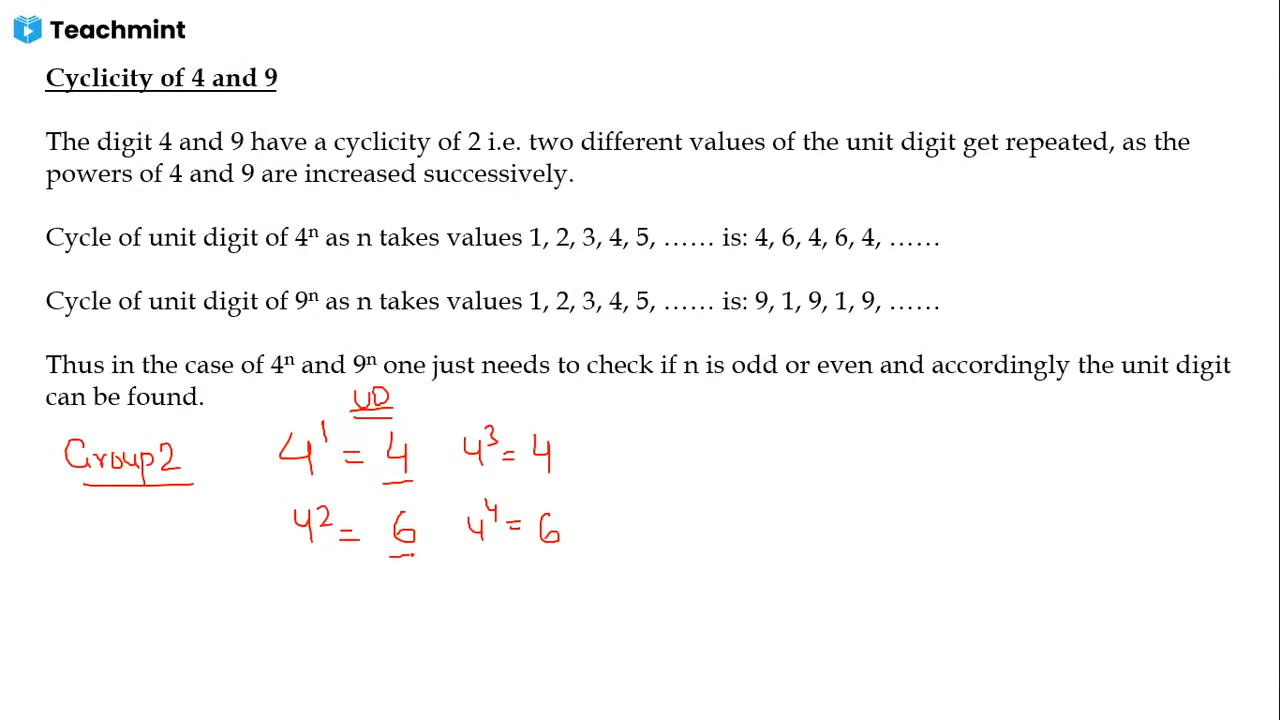 Teachmint
Cyclicity of 4 and 9
The digit 4 and 9 have a cyclicity of 2 i.e. two different values of the unit digit get repeated, as the
powers of 4 and 9 are increased successively.
Cycle of unit digit of 4ⁿ as n takes values 1, 2, 3, 4, 5, …… is: 4, 6, 4, 6, 4, ……
Cycle of unit digit of 9ⁿ as n takes values 1, 2, 3, 4, 5, …… is: 9, 1, 9, 1, 9, ……
Thus in the case of 4ⁿ and 9ⁿ one just needs to check if n is odd or even and accordingly the unit digit
can be found.
UD
Group 2 4¹ = 4 4³ = 4
4² = 6 4⁴ = 6